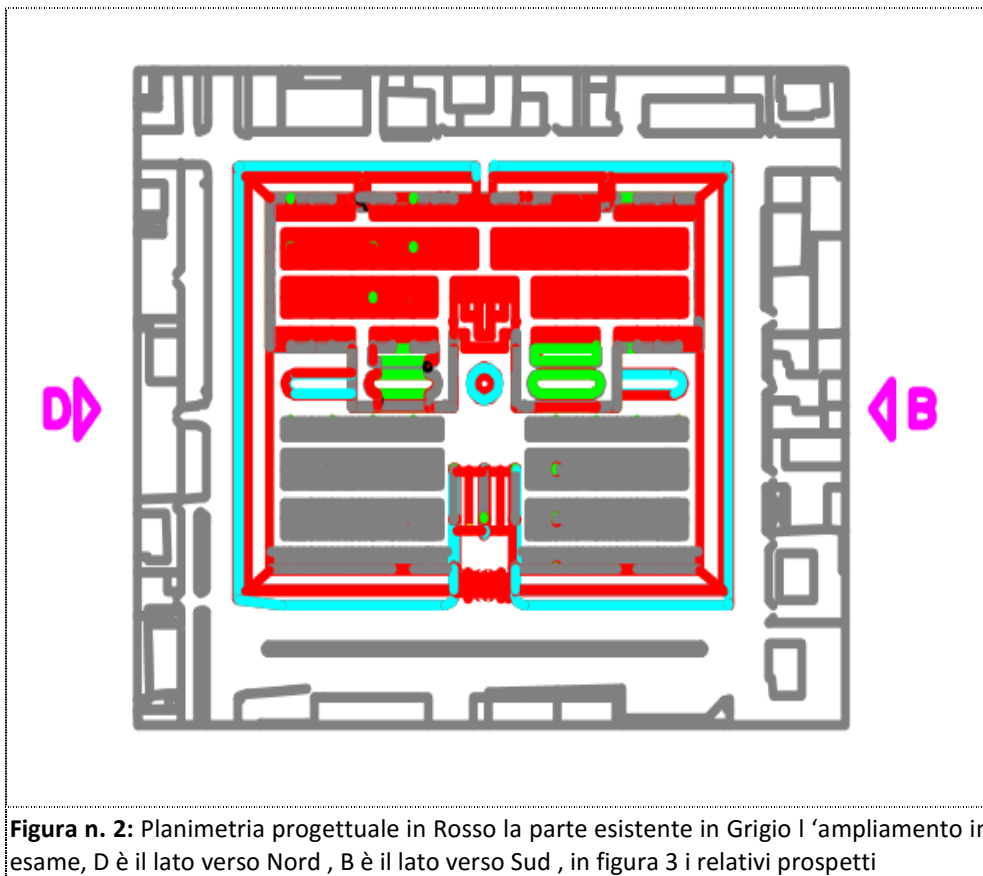 D B
Figura n. 2: Planimetria progettuale in Rosso la parte esistente in Grigio l ‘ampliamento in
esame, D è il lato verso Nord , B è il lato verso Sud , in figura 3 i relativi prospetti